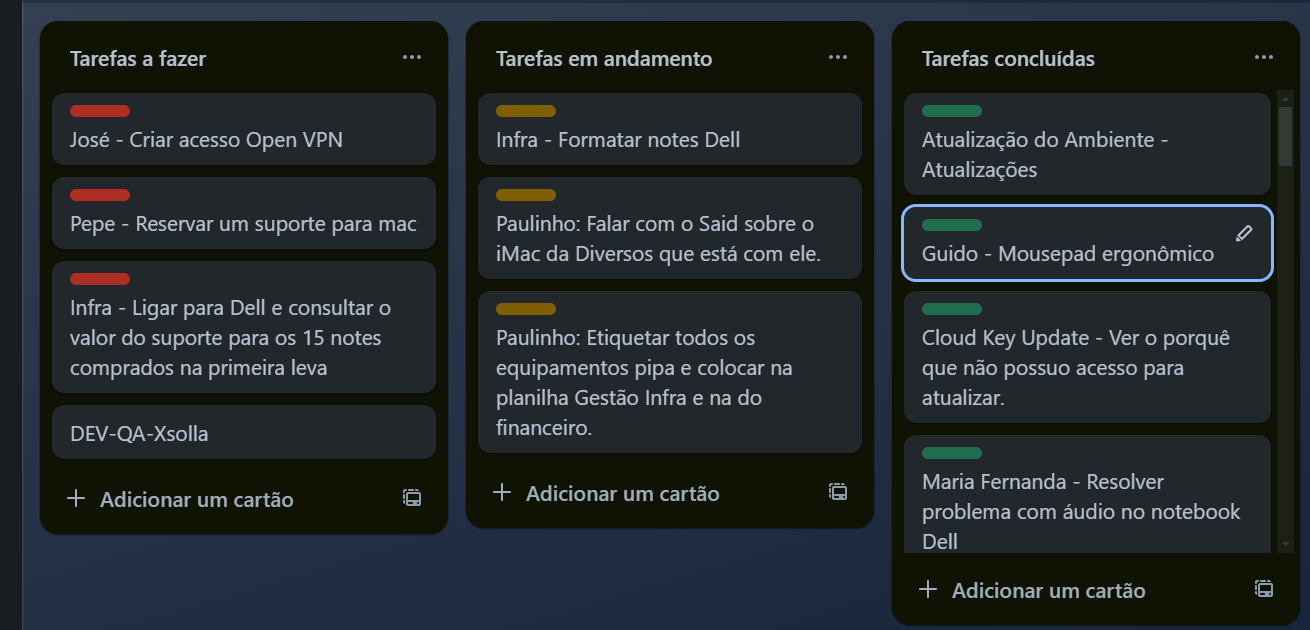 Tarefas a fazer
José - Criar acesso Open VPN
Pepe - Reservar um suporte para mac
Infra - Ligar para Dell e consultar o
valor do suporte para os 15 notes
comprados na primeira leva
DEV-QA-Xsolla
Adicionar um cartão
Tarefas em andamento
Infra - Formatar notes Dell
Paulinho: Falar com o Said sobre o
iMac da Diversos que está com ele.
Paulinho: Etiquetar todos os
equipamentos pipa e colocar na
planilha Gestão Infra e na do
financeiro.
Adicionar um cartão
Tarefas concluídas
Atualização do Ambiente -
Atualizações
Guido - Mousepad ergonômico
Cloud Key Update - Ver o porquê
que não possuo acesso para
atualizar.
Maria Fernanda - Resolver
problema com áudio no notebook
Dell
Adicionar um cartão